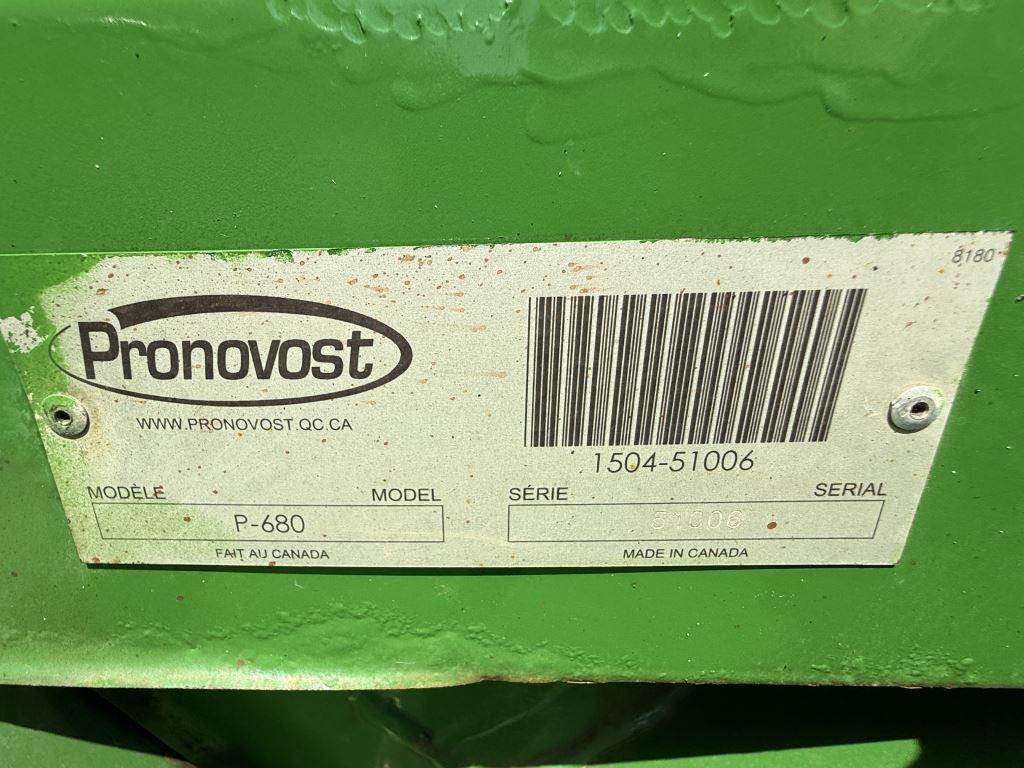 8180
Pronovost
WWW.PRONOVOST.QC.CA
1504-51006
MODÈLE MODEL
P-680
FAIT AU CANADA
SÉRIE SERIAL
51006
MADE IN CANADA